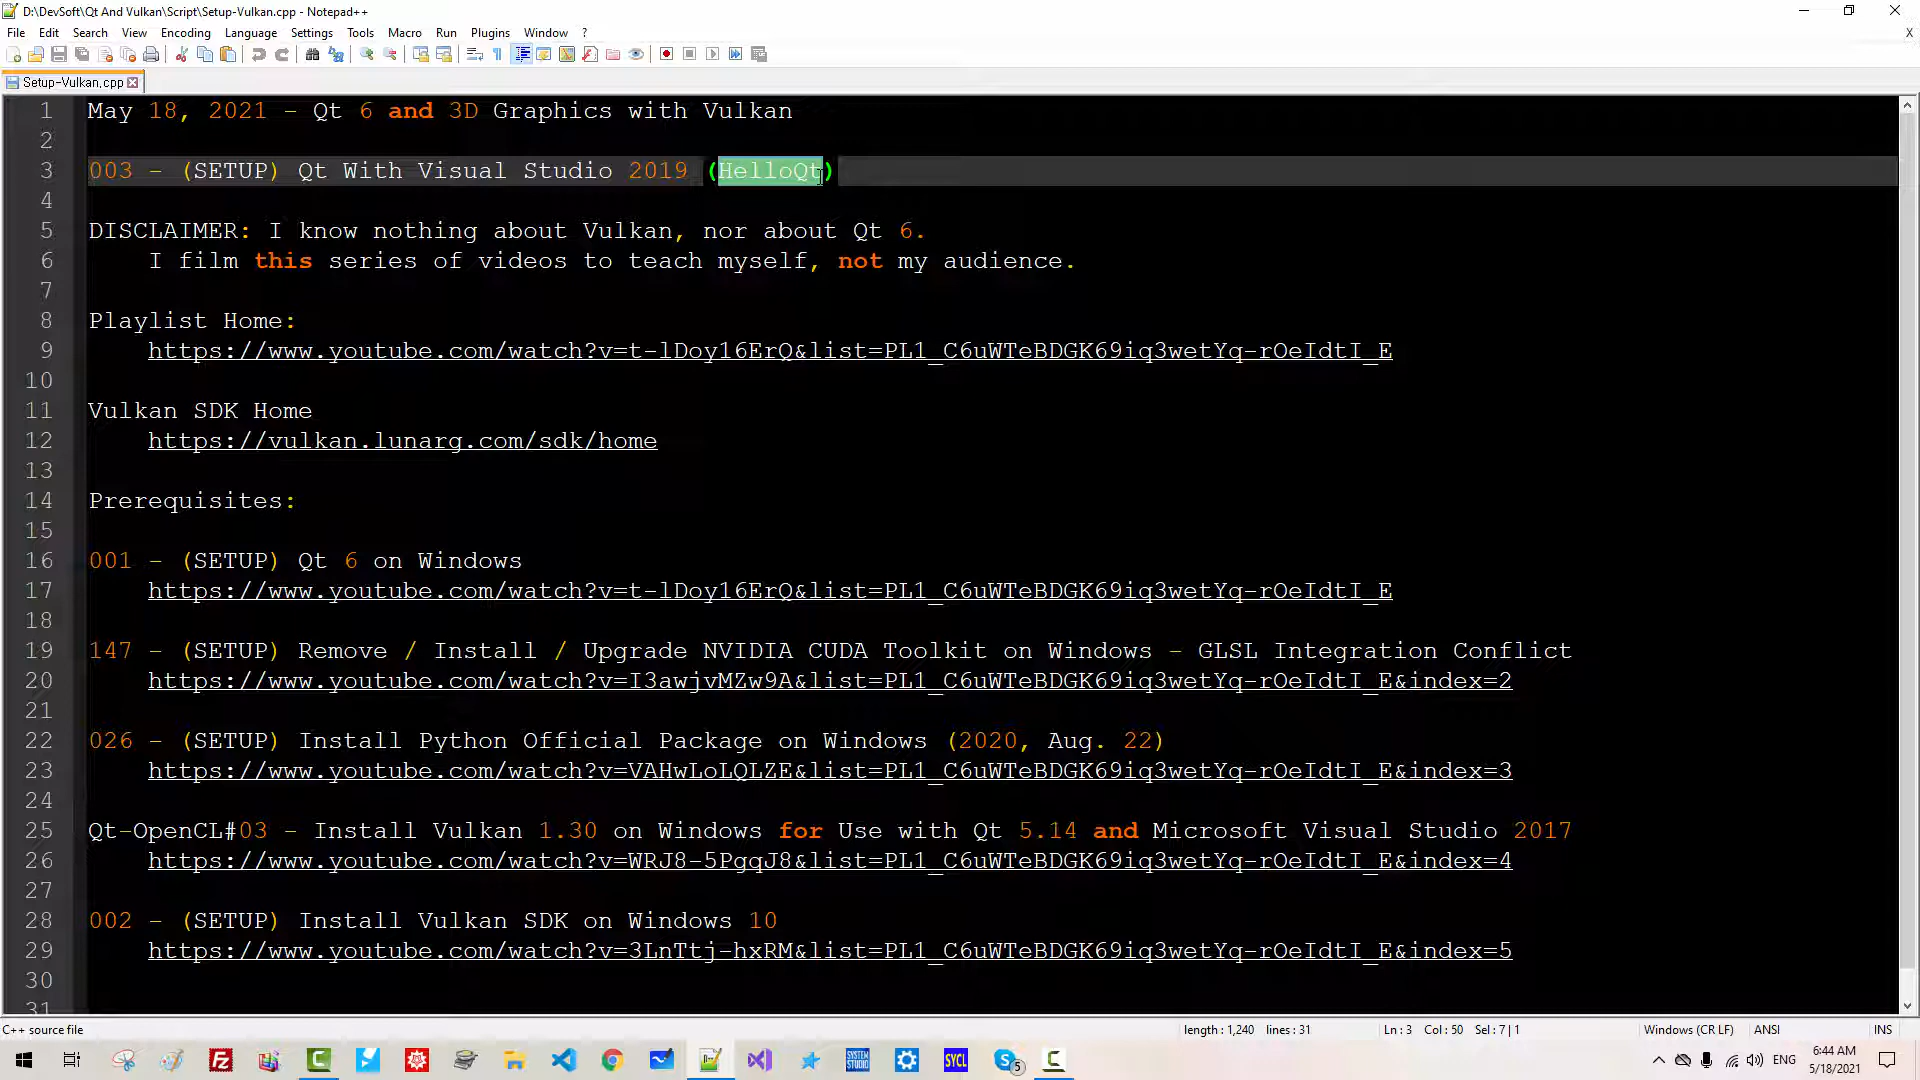 D:\DevSoft\Qt And Vulkan\Script\Setup-Vulkan.cpp - Notepad++
File Edit Search View Encoding Language Settings Tools Macro Run Plugins Window ?
X
Setup-Vulkan.cpp
1 May 18, 2021 - Qt 6 and 3D Graphics with Vulkan
2
3 003 - (SETUP) Qt With Visual Studio 2019 (HelloQt)
4
5 DISCLAIMER: I know nothing about Vulkan, nor about Qt 6.
6 I film this series of videos to teach myself, not my audience.
7
8 Playlist Home:
9 https://www.youtube.com/watch?v=t-lDoy16ErQ&list=PL1_C6uWTeBDGK69iq3wetYq-rOeIdtI_E
10
11 Vulkan SDK Home
12 https://vulkan.lunarg.com/sdk/home
13
14 Prerequisites:
15
16 001 - (SETUP) Qt 6 on Windows
17 https://www.youtube.com/watch?v=t-lDoy16ErQ&list=PL1_C6uWTeBDGK69iq3wetYq-rOeIdtI_E
18
19 147 - (SETUP) Remove / Install / Upgrade NVIDIA CUDA Toolkit on Windows - GLSL Integration Conflict
20 https://www.youtube.com/watch?v=I3awjvMZw9A&list=PL1_C6uWTeBDGK69iq3wetYq-rOeIdtI_E&index=2
21
22 026 - (SETUP) Install Python Official Package on Windows (2020, Aug. 22)
23 https://www.youtube.com/watch?v=VAHwLoLQLZE&list=PL1_C6uWTeBDGK69iq3wetYq-rOeIdtI_E&index=3
24
25 Qt-OpenCL#03 - Install Vulkan 1.30 on Windows for Use with Qt 5.14 and Microsoft Visual Studio 2017
26 https://www.youtube.com/watch?v=WRJ8-5PgqJ8&list=PL1_C6uWTeBDGK69iq3wetYq-rOeIdtI_E&index=4
27
28 002 - (SETUP) Install Vulkan SDK on Windows 10
29 https://www.youtube.com/watch?v=3LnTtj-hxRM&list=PL1_C6uWTeBDGK69iq3wetYq-rOeIdtI_E&index=5
30
31
C++ source file length : 1,240 lines : 31 Ln : 3 Col : 50 Sel : 7 | 1 Windows (CR LF) ANSI INS
SYSTEM STUDIO SYCL 5 ENG 6:44 AM
5/18/2021